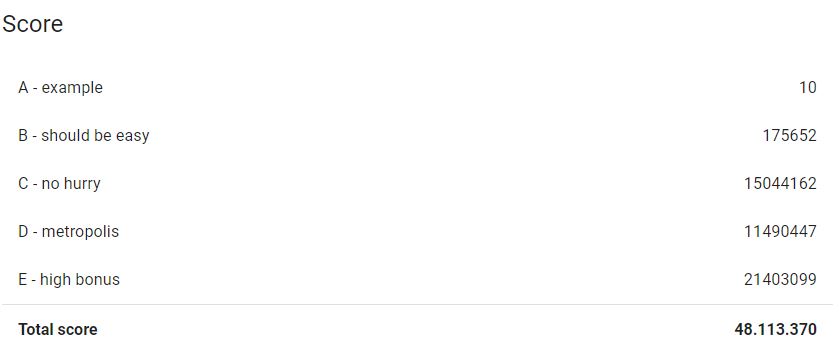 Score
A - example 10
B - should be easy 175652
C - no hurry 15044162
D - metropolis 11490447
E - high bonus 21403099
Total score 48.113.370